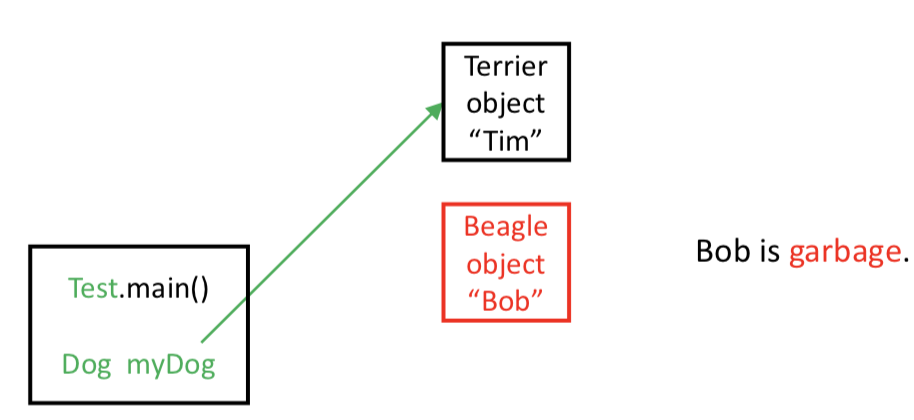 Terrier
object
“Tim”
Beagle
object
“Bob”
Bob is garbage.
Test.main()
Dog myDog